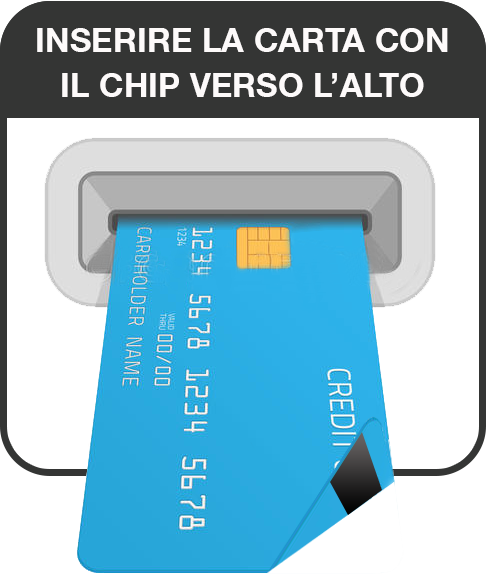 INSERIRE LA CARTA CON
IL CHIP VERSO L’ALTO
1234 5678 1234 5678
1234
VALID
THRU 00/00
CARDHOLDER NAME
CREDIT